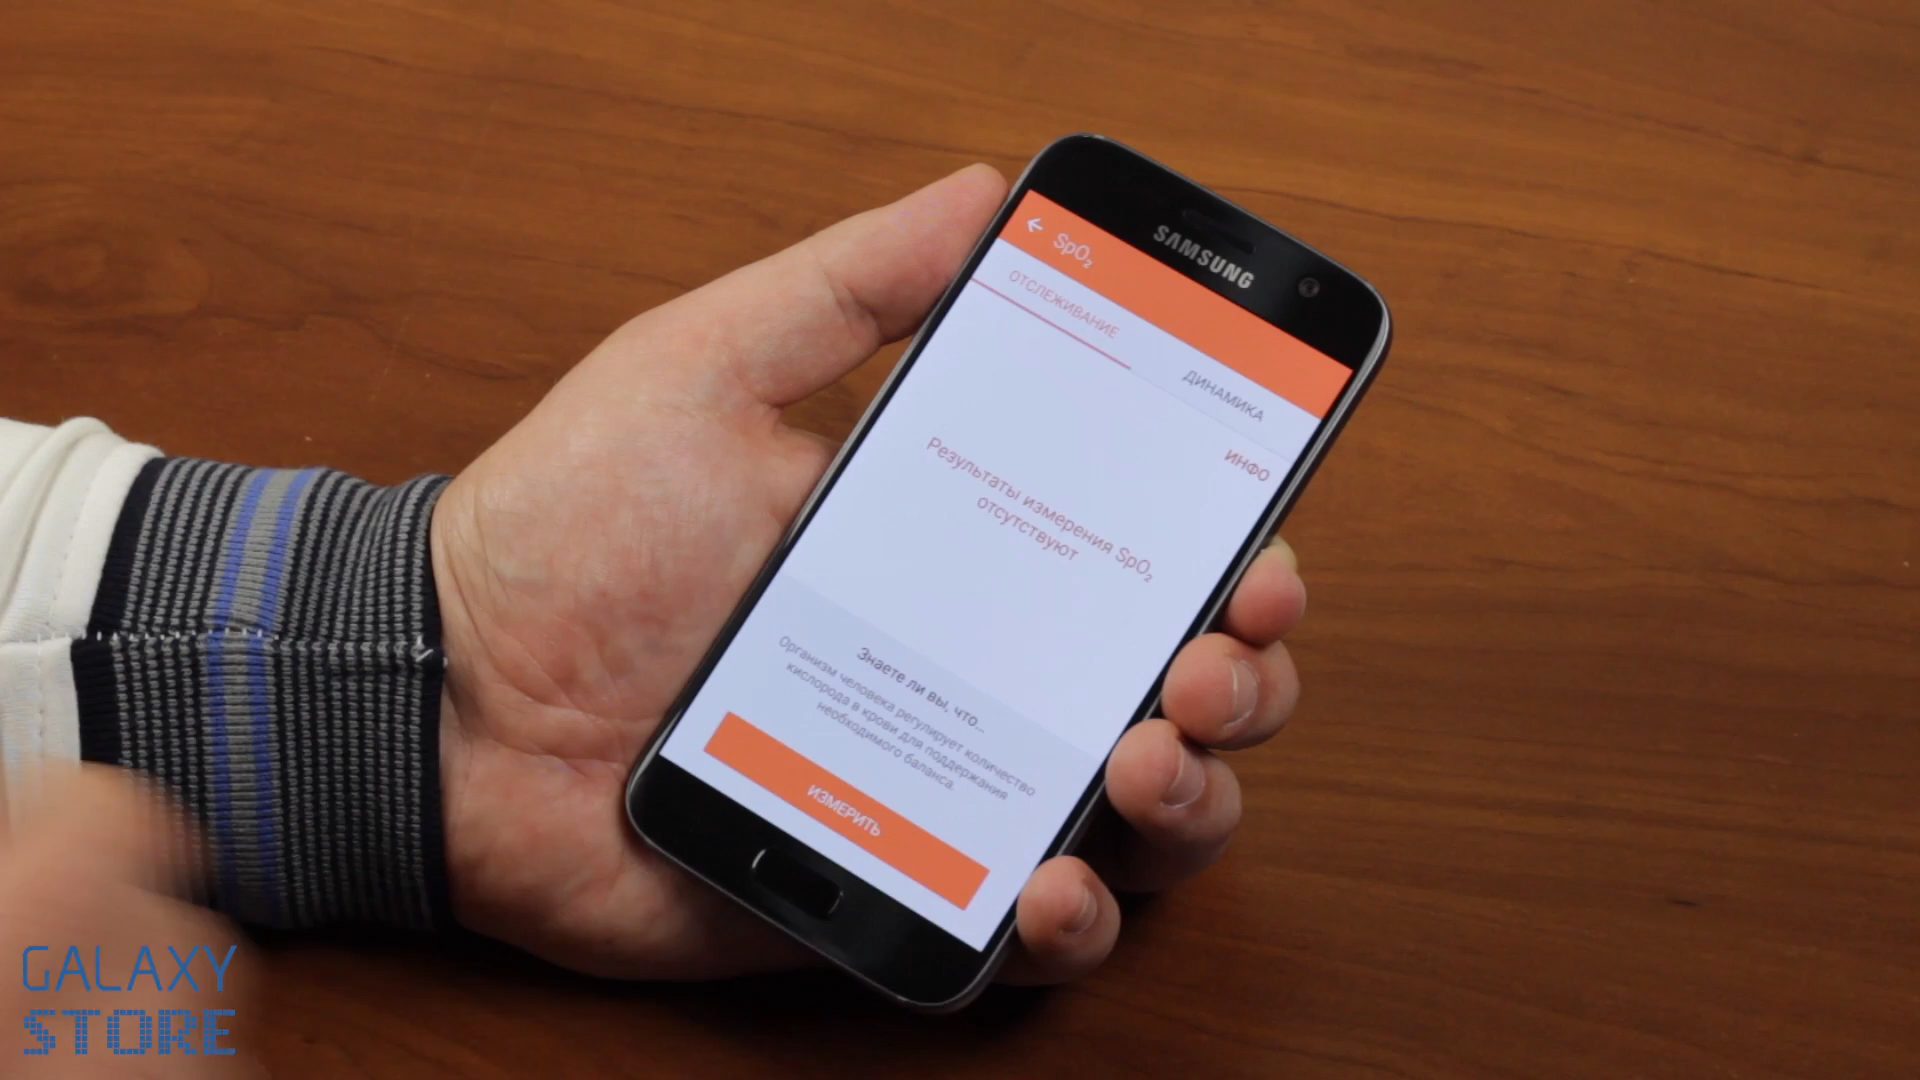 SAMSUNG
SpO₂
ОТСЛЕЖИВАНИЕ
ДИНАМИКА
ИНФО
Результаты измерения SpO₂
отсутствуют
Знаете ли вы, что...
Организм человека регулирует количество
кислорода в крови для поддержания
необходимого баланса.
ИЗМЕРИТЬ
GALAXY
STORE